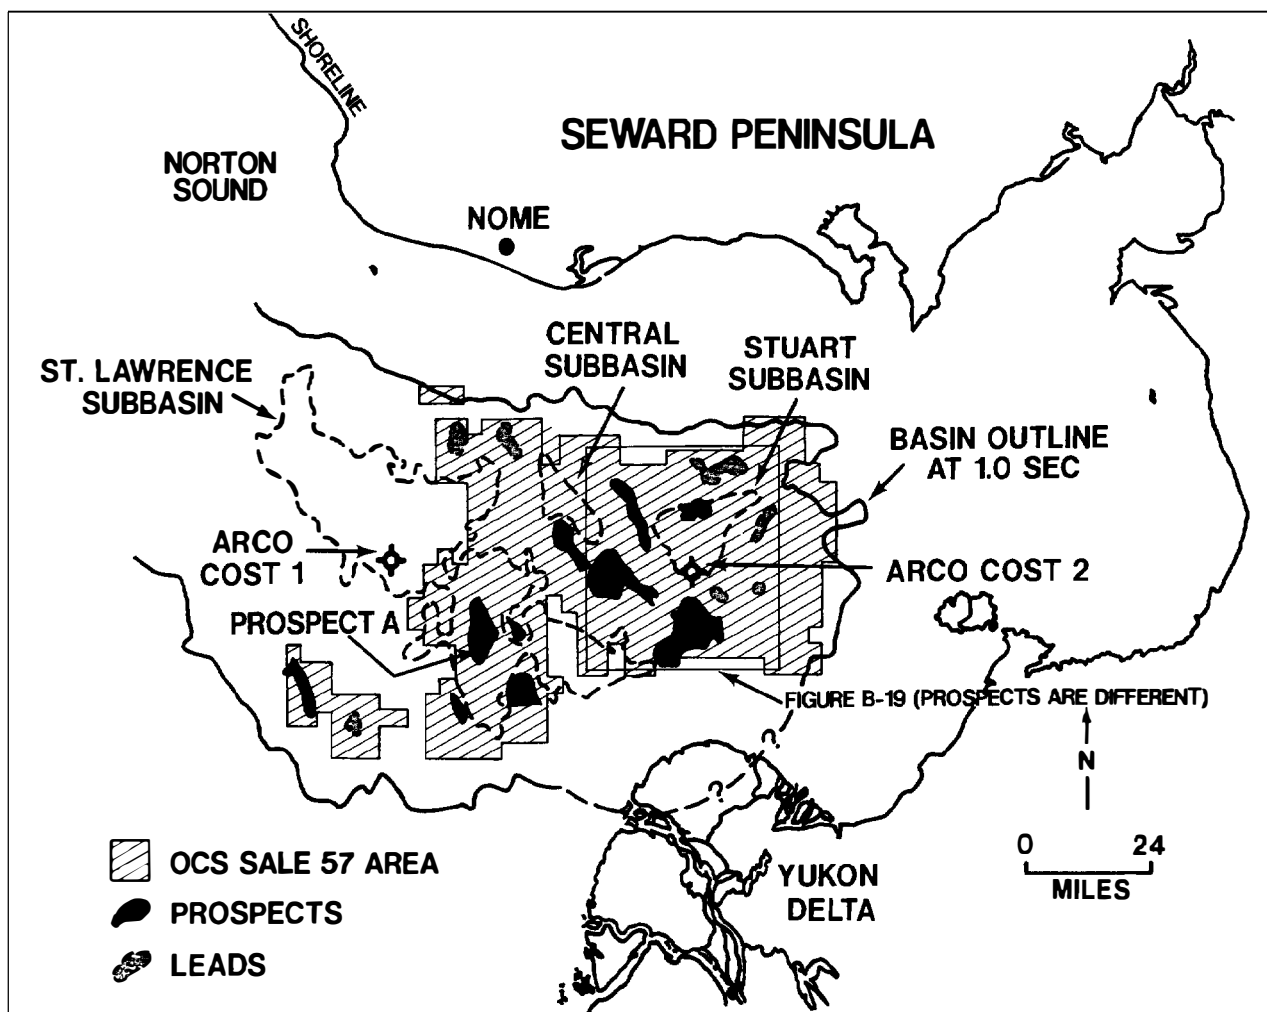 SHORELINE
SEWARD PENINSULA
NORTON
SOUND
NOME
CENTRAL
SUBBASIN
STUART
SUBBASIN
ST. LAWRENCE
SUBBASIN
BASIN OUTLINE
AT 1.0 SEC
ARCO
COST 1
ARCO COST 2
PROSPECT A
FIGURE B-19 (PROSPECTS ARE DIFFERENT)
?
?
N
0 24
MILES
YUKON
DELTA
OCS SALE 57 AREA
PROSPECTS
LEADS